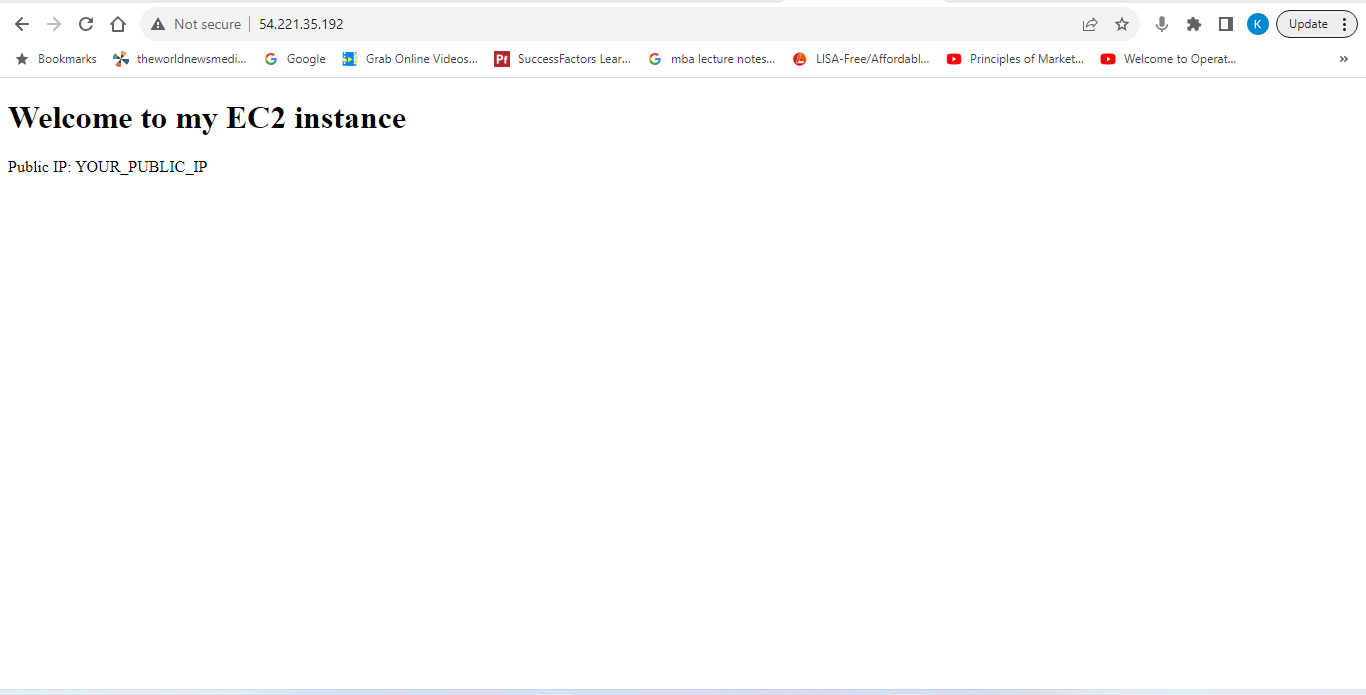 Not secure 54.221.35.192 K Update
Bookmarks theworldnewsmedi... Google Grab Online Videos... Pf SuccessFactors Lear... mba lecture notes... LISA-Free/Affordabl... Principles of Market... Welcome to Operat... »
Welcome to my EC2 instance
Public IP: YOUR_PUBLIC_IP